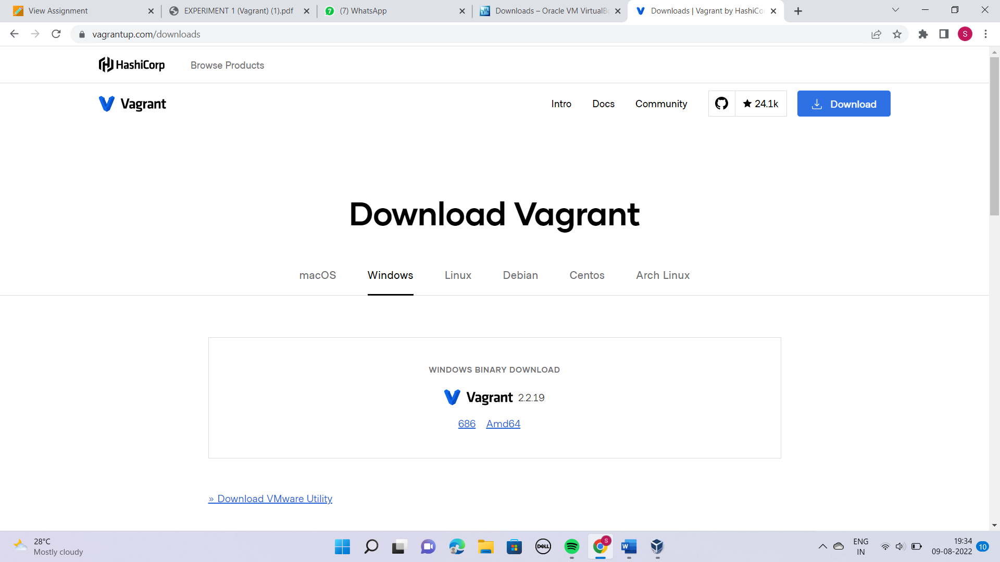 View Assignment
EXPERIMENT 1 (Vagrant) (1).pdf
7
(7) WhatsApp
Downloads – Oracle VM VirtualBo
Downloads | Vagrant by HashiCo
vagrantup.com/downloads
S
HashiCorp
Browse Products
Vagrant
Intro
Docs
Community
24.1k
Download
Download Vagrant
macOS
Windows
Linux
Debian
Centos
Arch Linux
WINDOWS BINARY DOWNLOAD
Vagrant 2.2.19
686 Amd64
» Download VMware Utility
28°C
Mostly cloudy
DELL
S
W
ENG
IN
19:34
09-08-2022
10